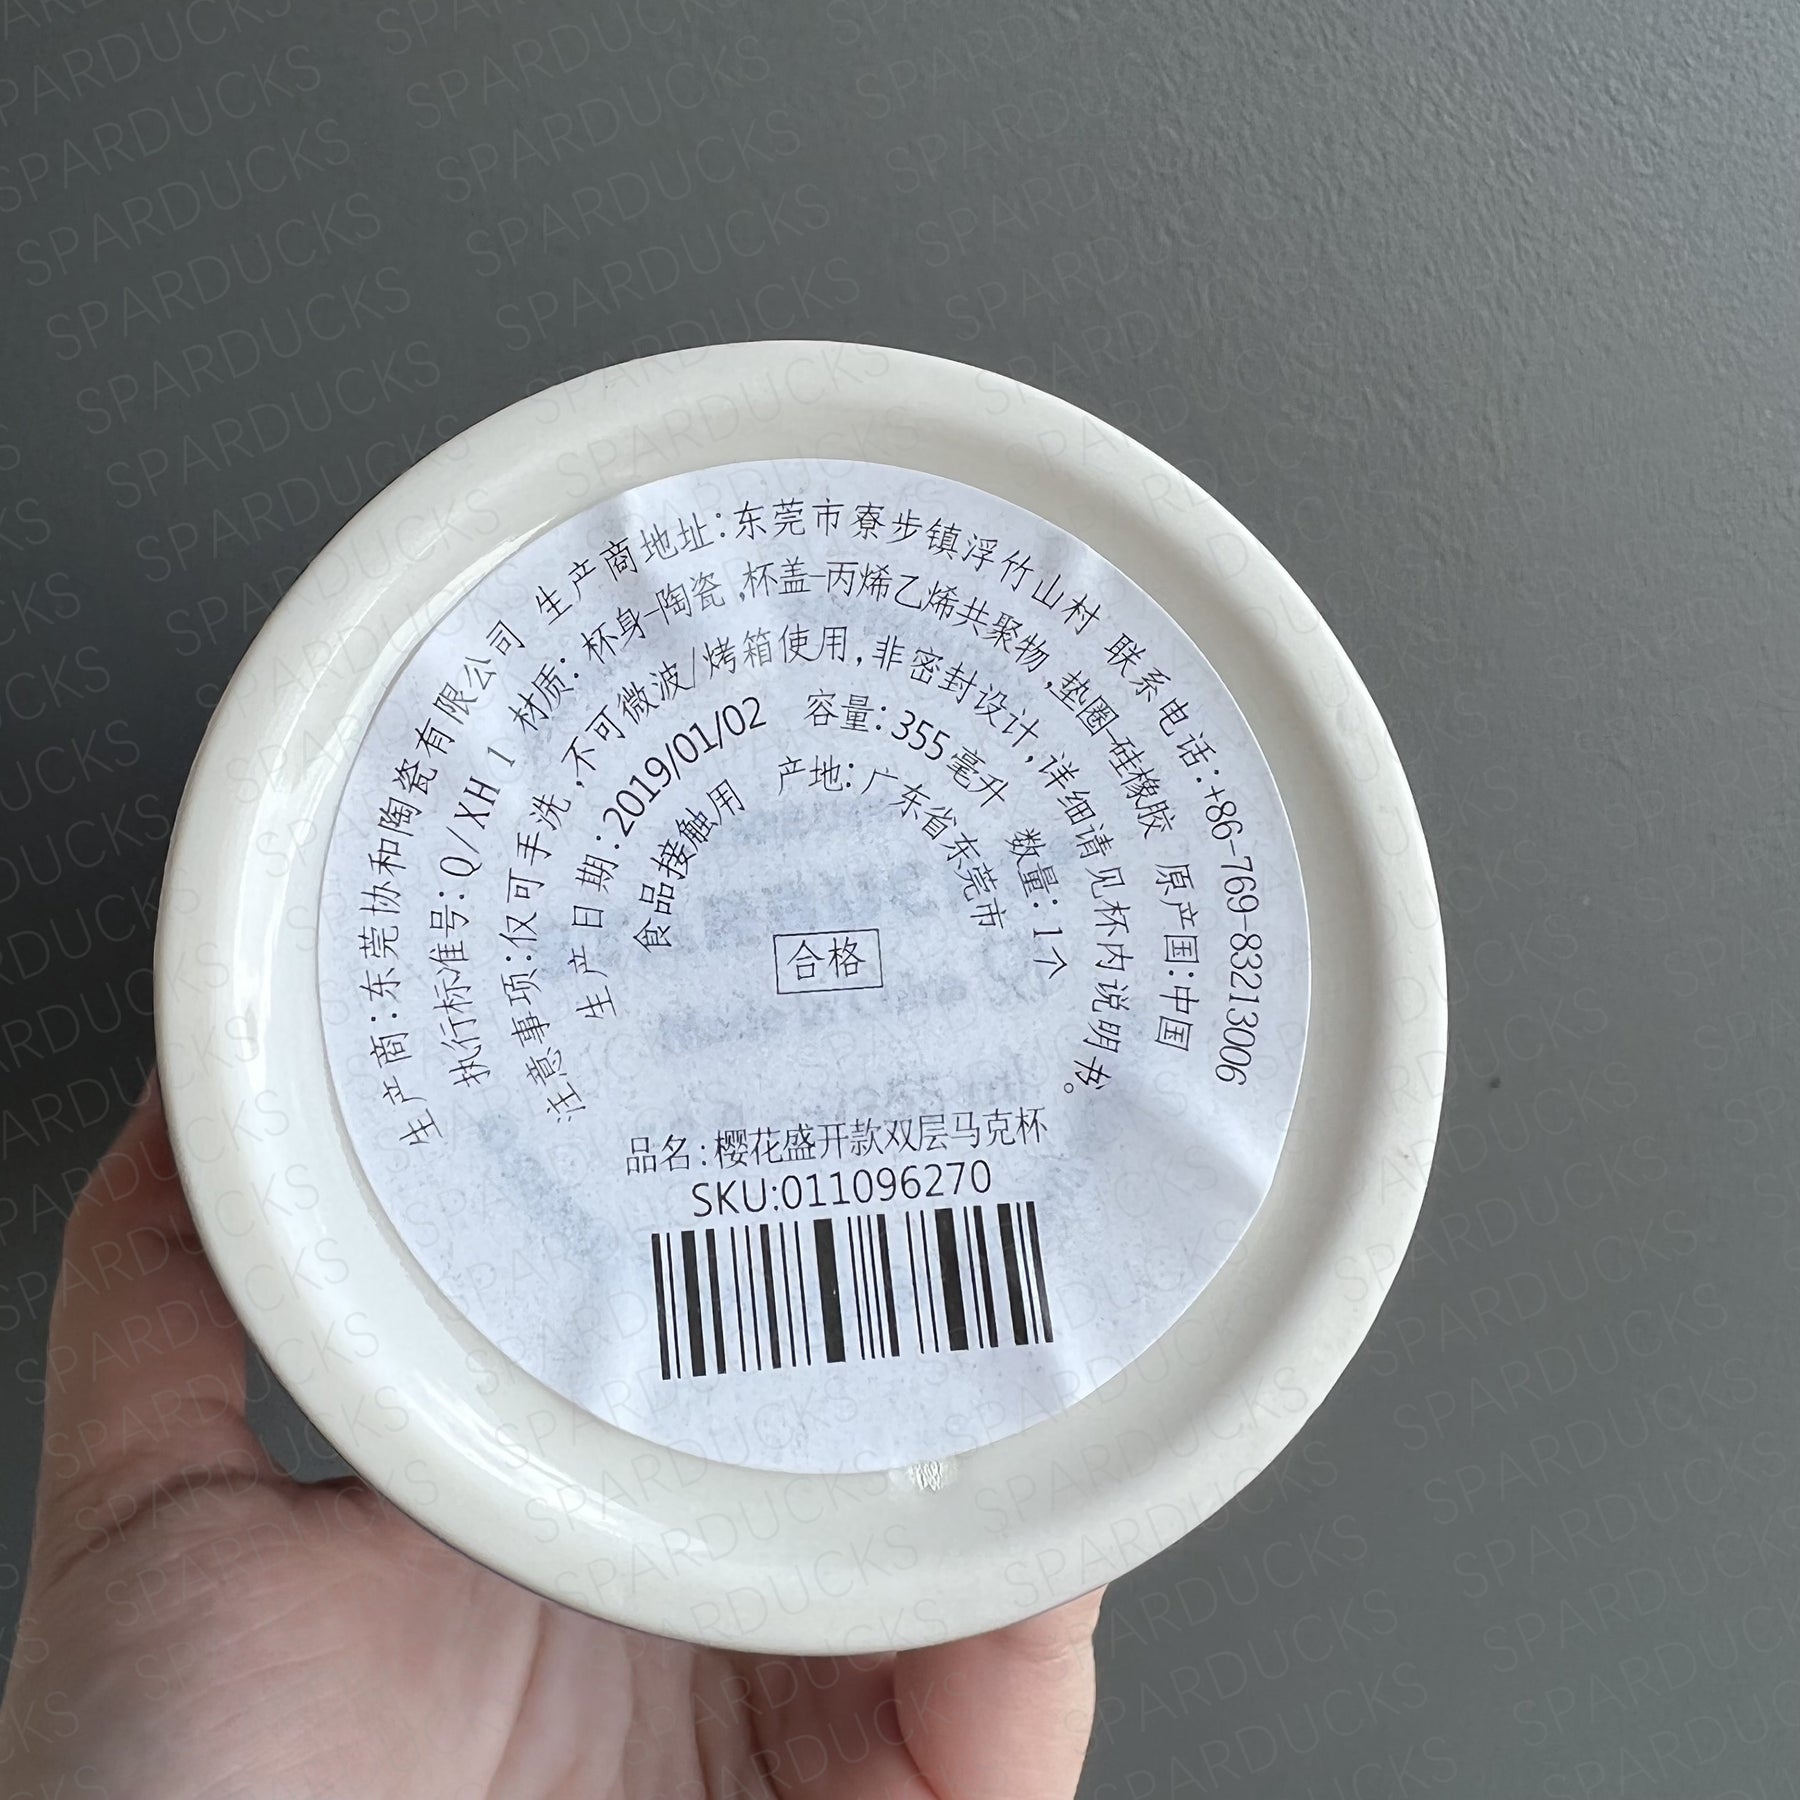 生产商:东莞协和陶瓷有限公司 生产商地址:东莞市寮步镇浮竹山村 联系电话:+86-769-83213006
执行标准号:Q/XH 1 材质:杯身-陶瓷,杯盖-丙烯乙烯共聚物,垫圈-硅橡胶 原产国:中国
注意事项:仅可手洗,不可微波/烤箱使用,非密封设计,详细请见杯内说明书。
生产日期:2019/01/02 容量:355毫升 数量:1个
食品接触用 产地:广东省东莞市
合格
品名:樱花盛开款双层马克杯
SKU:011096270
SPARDUCKS